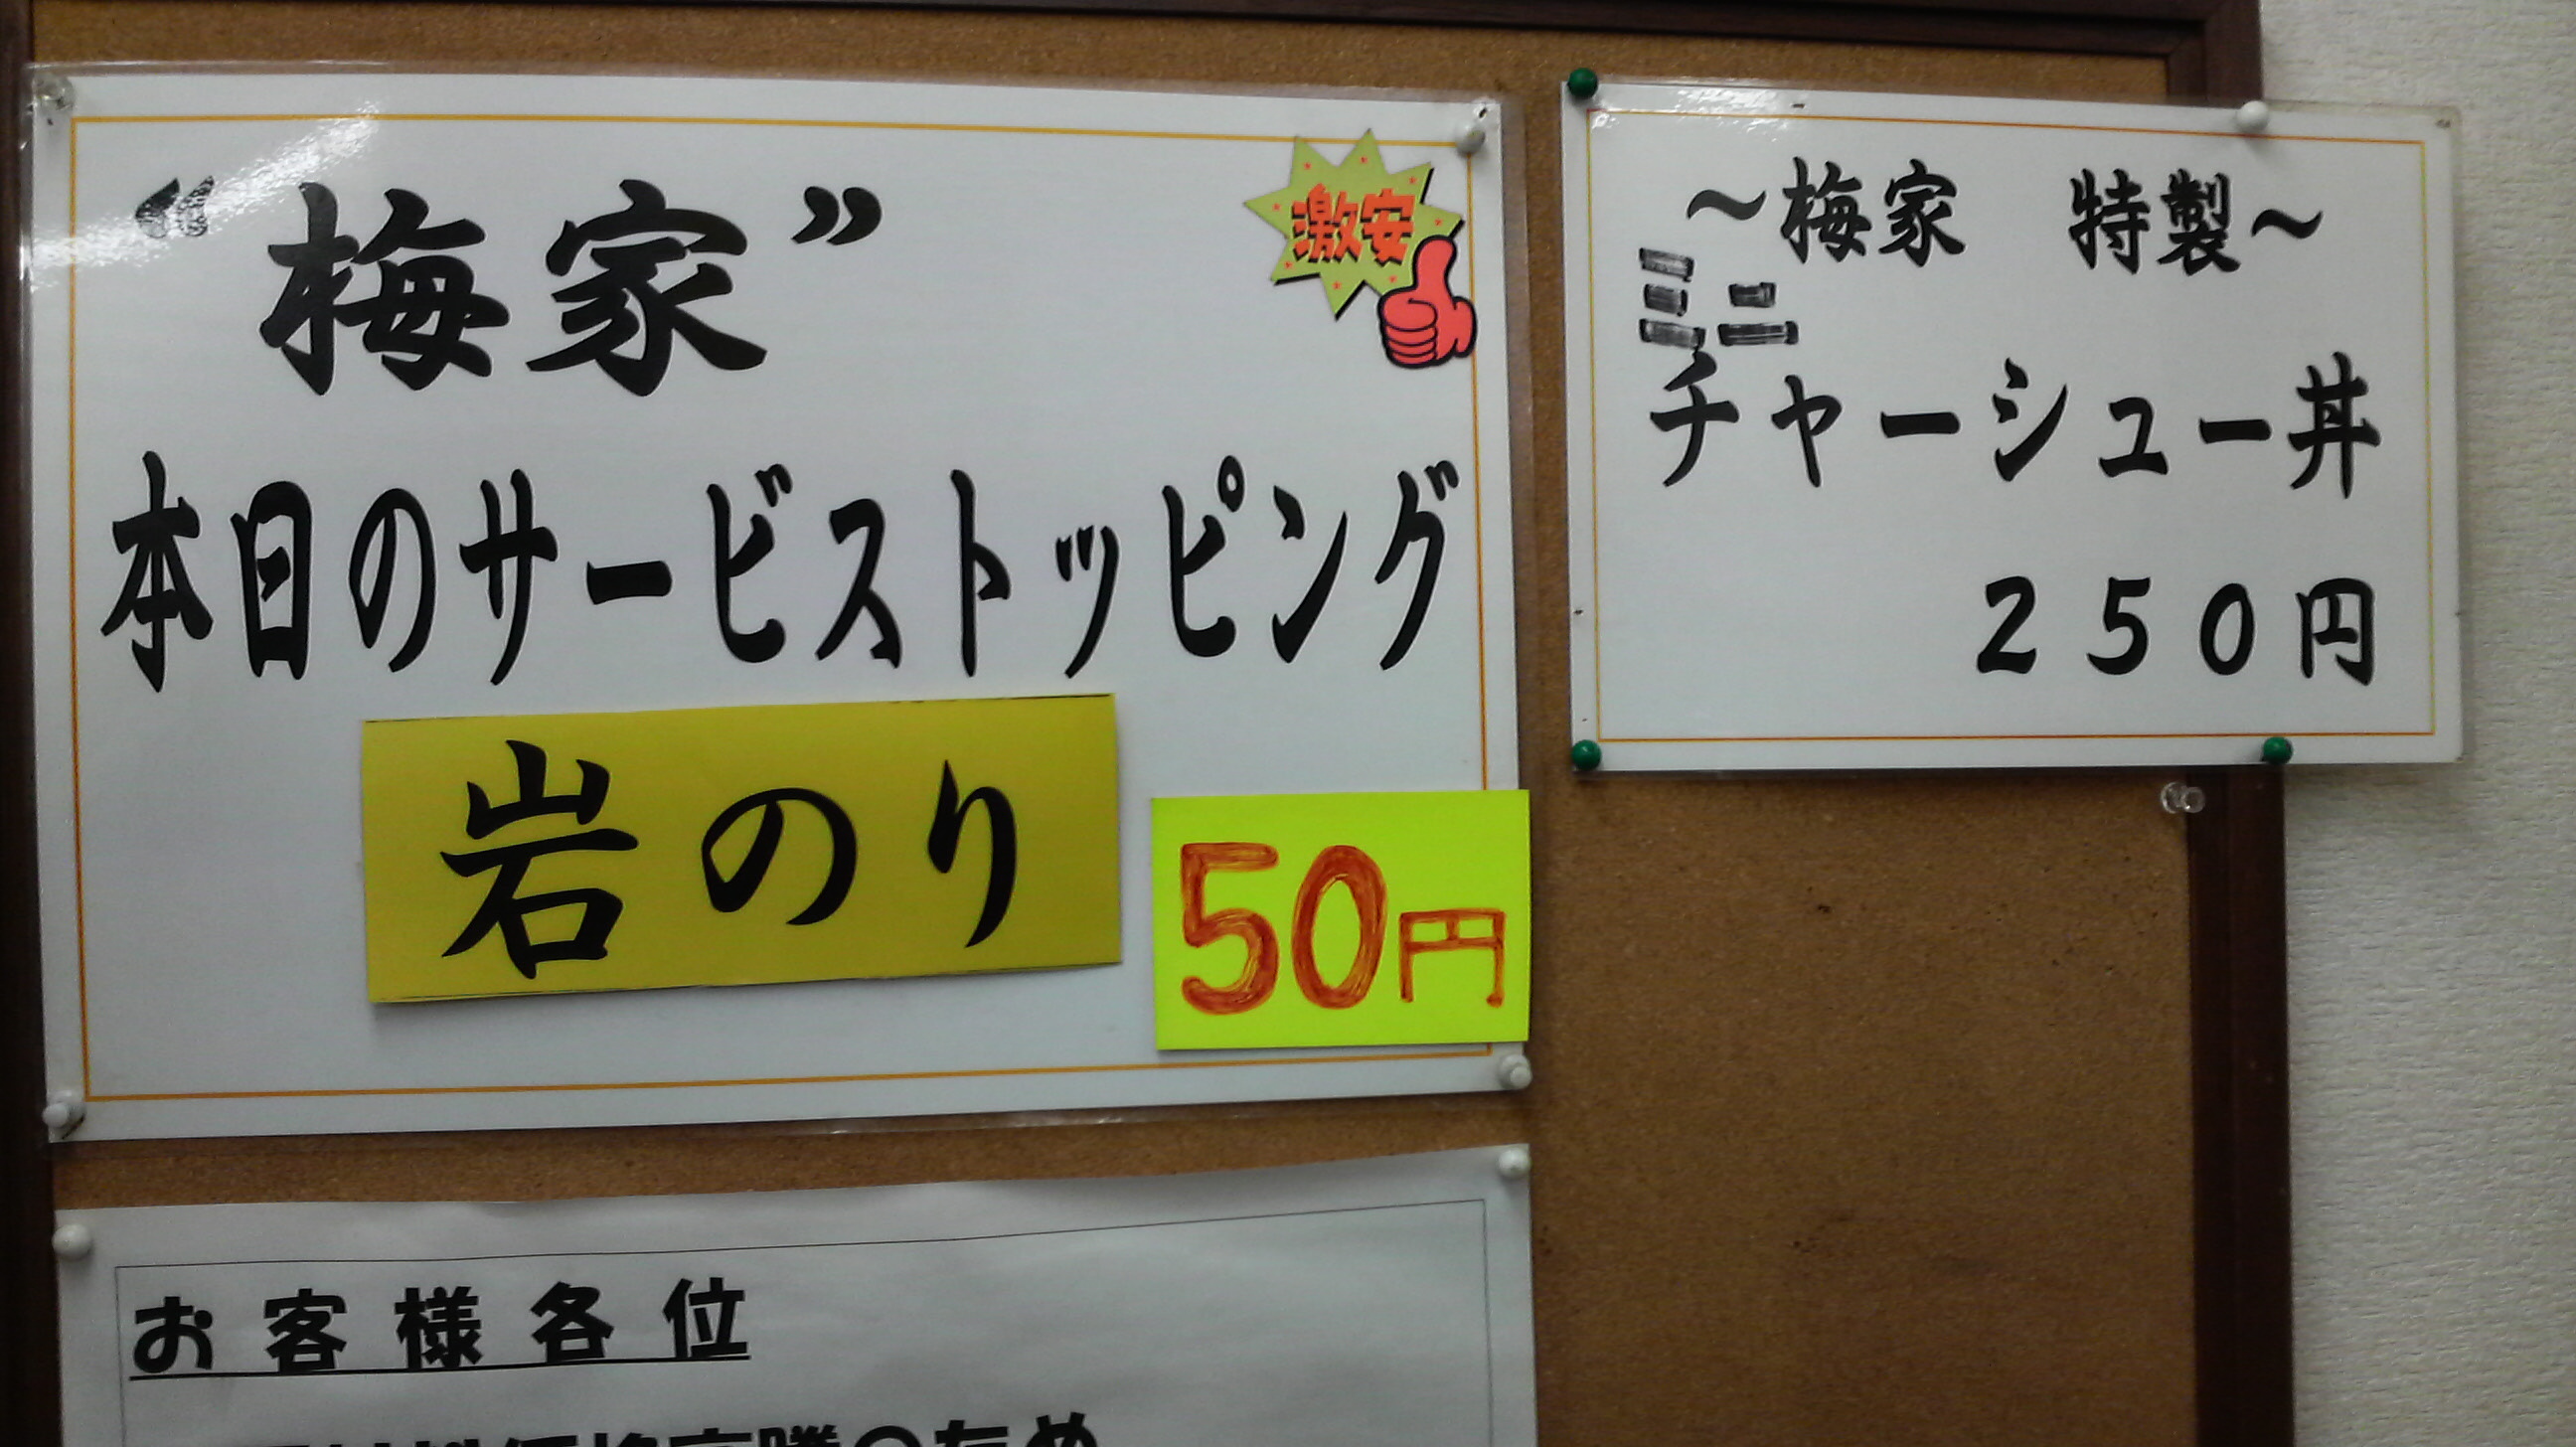 “梅家”
激安
本日のサービストッピング
岩のり
50円
～梅家　特製～
ミニ
チャーシュー丼
２５０円
お客様各位